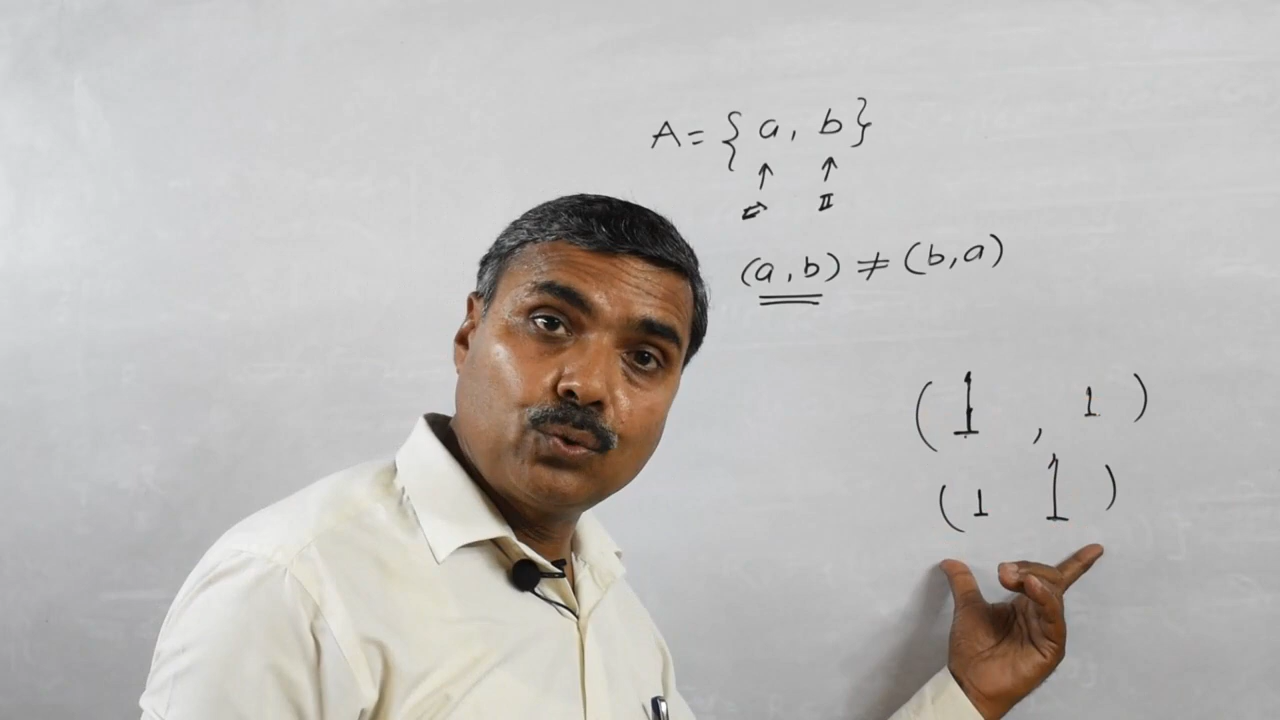 A = { a, b }
↑ ↑
II
(a, b) ≠ (b, a)
( 1 , 1 )
( 1 1 )